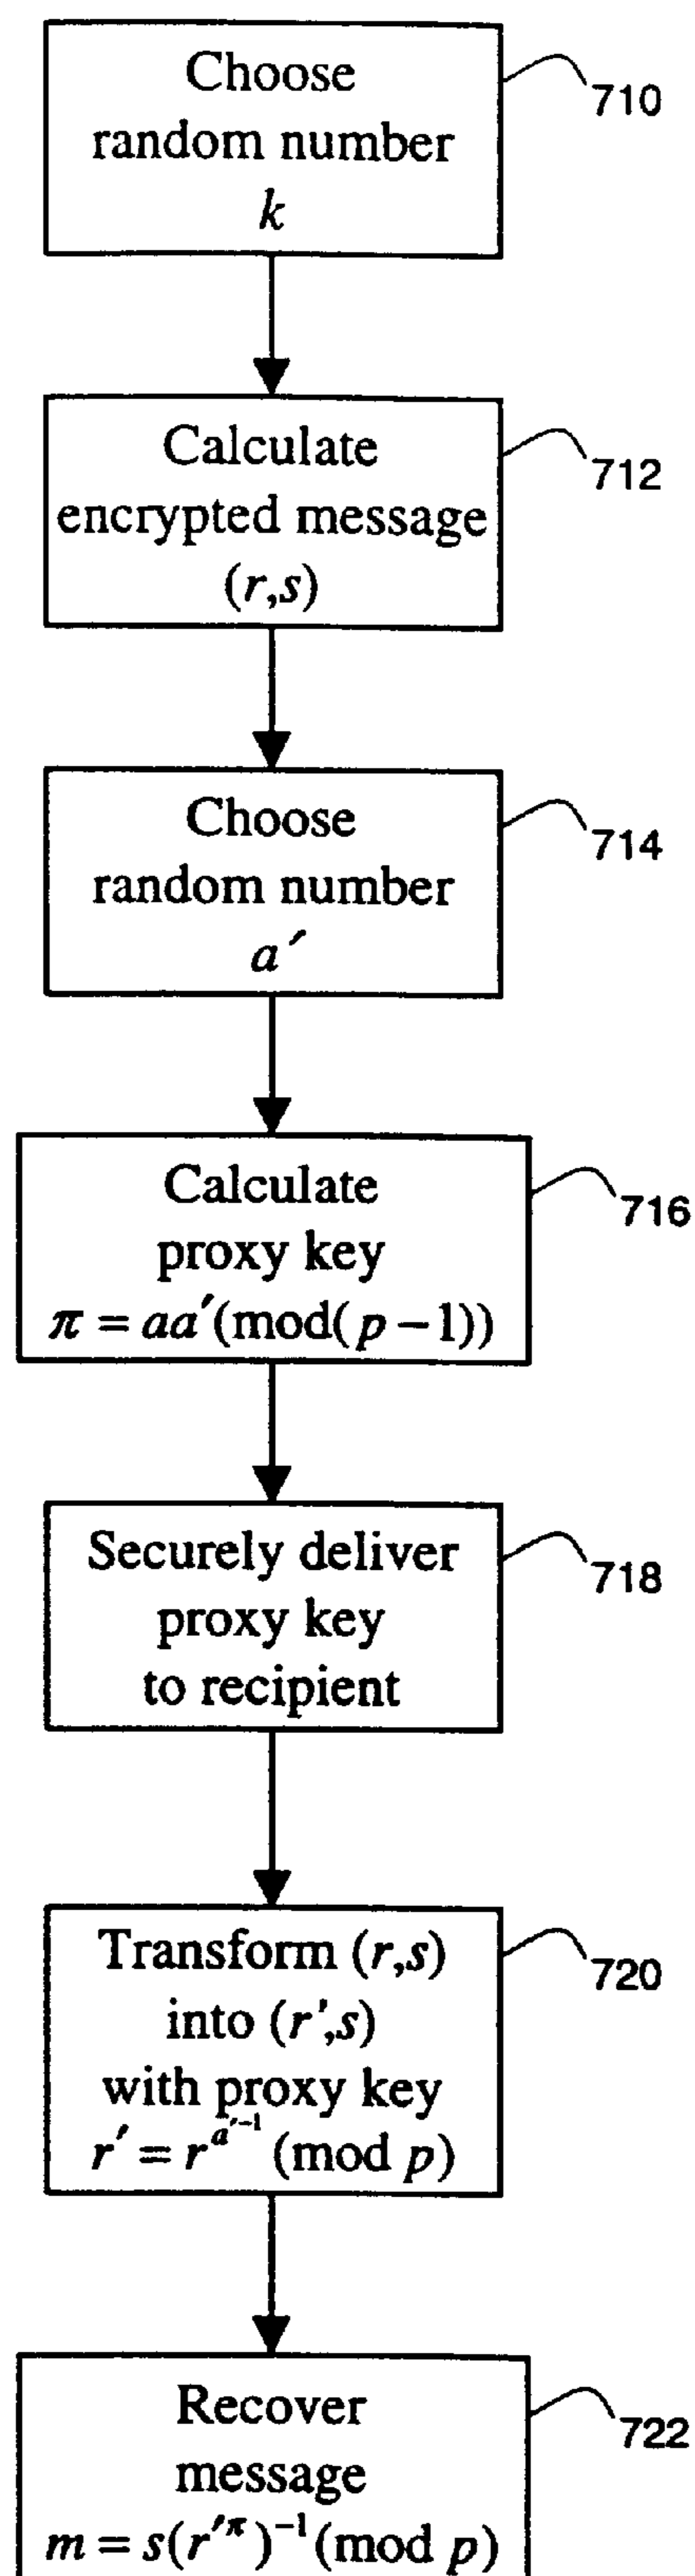 Choose
random number
k
710
Calculate
encrypted message
(r,s)
712
Choose
random number
a′
714
Calculate
proxy key
π = aa′(mod(p−1))
716
Securely deliver
proxy key
to recipient
718
Transform (r,s)
into (r',s)
with proxy key
r′ = r^{a′^{-1}} (mod p)
720
Recover
message
m = s(r′^π)^{-1}(mod p)
722